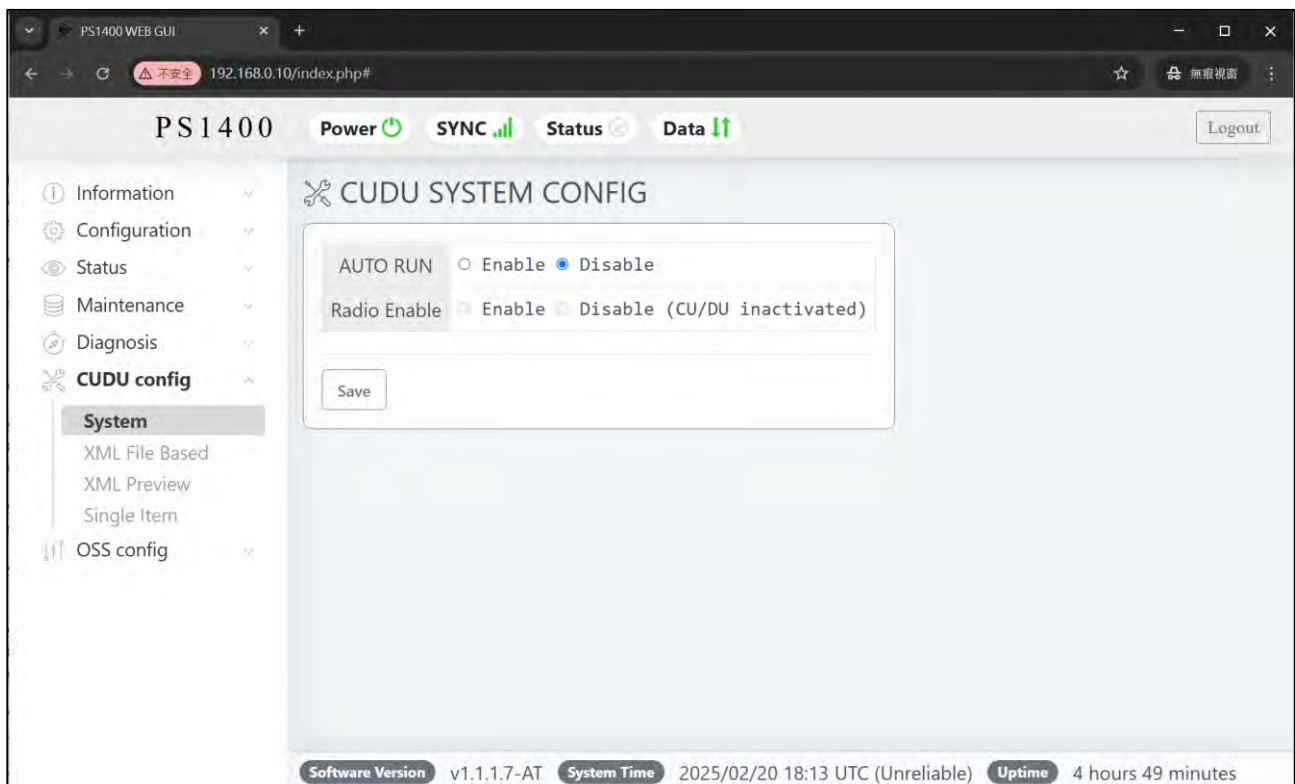 PS1400 WEB GUI
不安全 192.168.0.10/index.php# 無痕視窗
PS1400 Power SYNC Status Data Logout
Information
Configuration
Status
Maintenance
Diagnosis
CUDU config
System
XML File Based
XML Preview
Single Item
OSS config
CUDU SYSTEM CONFIG
AUTO RUN Enable Disable
Radio Enable Enable Disable (CU/DU inactivated)
Save
Software Version v1.1.1.7-AT System Time 2025/02/20 18:13 UTC (Unreliable) Uptime 4 hours 49 minutes